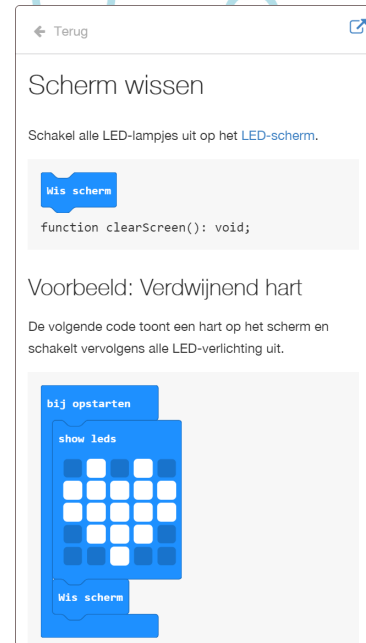 Terug
Scherm wissen
Schakel alle LED-lampjes uit op het LED-scherm.
Wis scherm
function clearScreen(): void;
Voorbeeld: Verdwijnend hart
De volgende code toont een hart op het scherm en
schakelt vervolgens alle LED-verlichting uit.
bij opstarten
show leds
Wis scherm